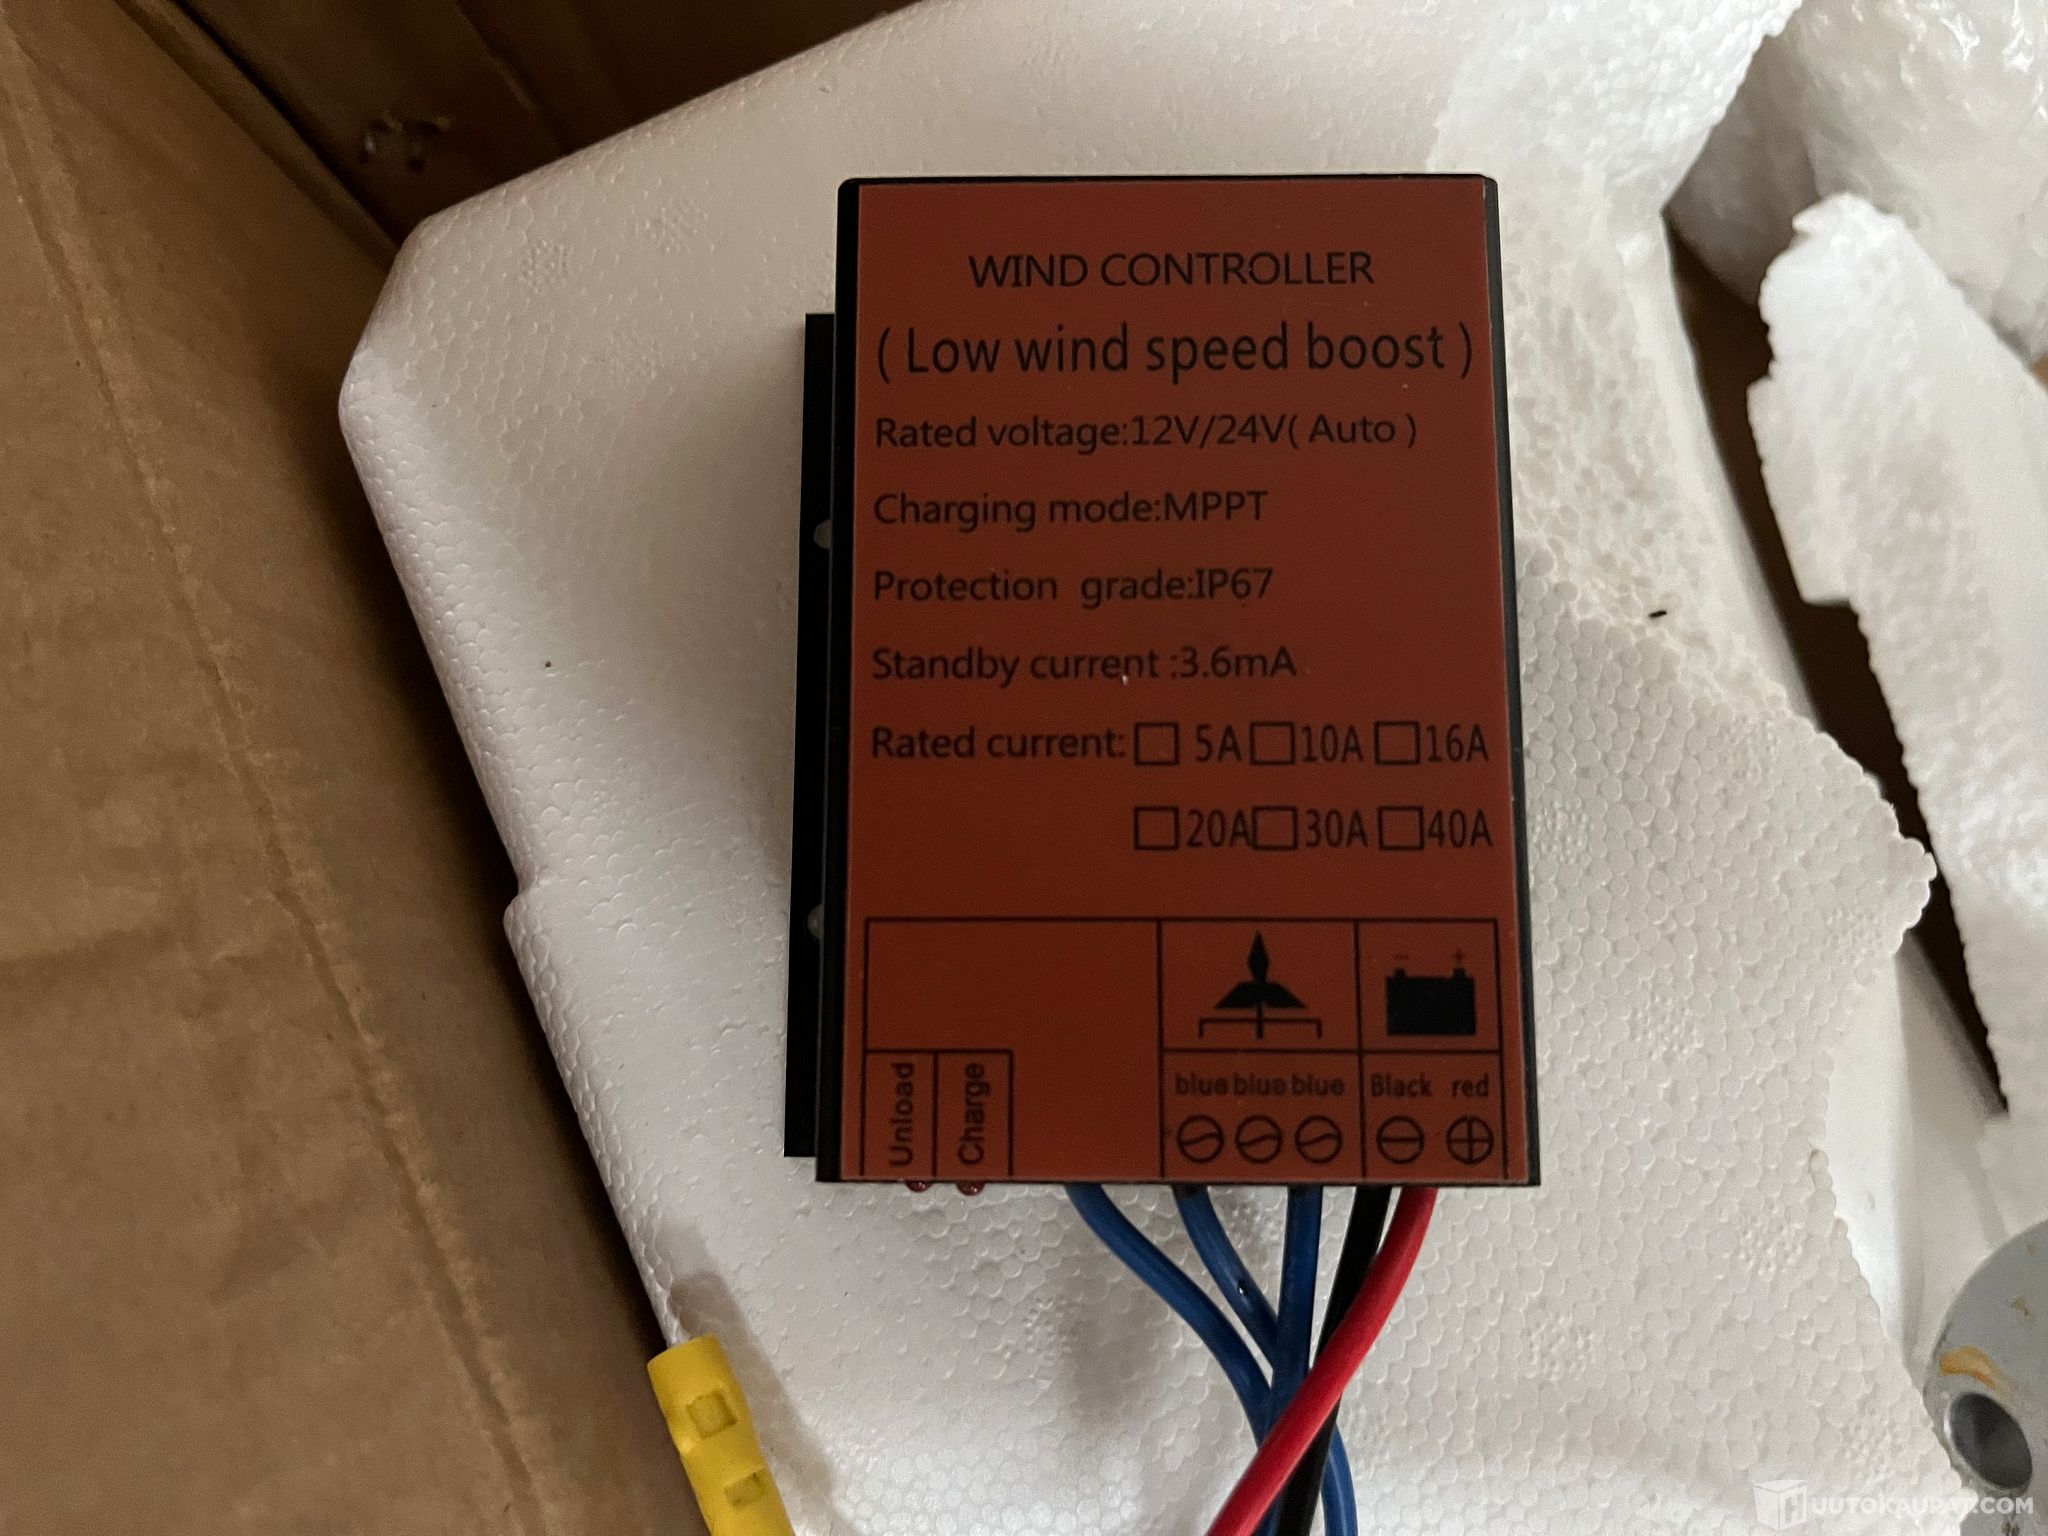 WIND CONTROLLER
( Low wind speed boost )
Rated voltage:12V/24V( Auto )
Charging mode:MPPT
Protection grade:IP67
Standby current :3.6mA
Rated current: □ 5A □ 10A □ 16A
□ 20A □ 30A □ 40A
- +
Unload
Charge
blue blue blue
Black red
HUUTOKAUPAT.COM